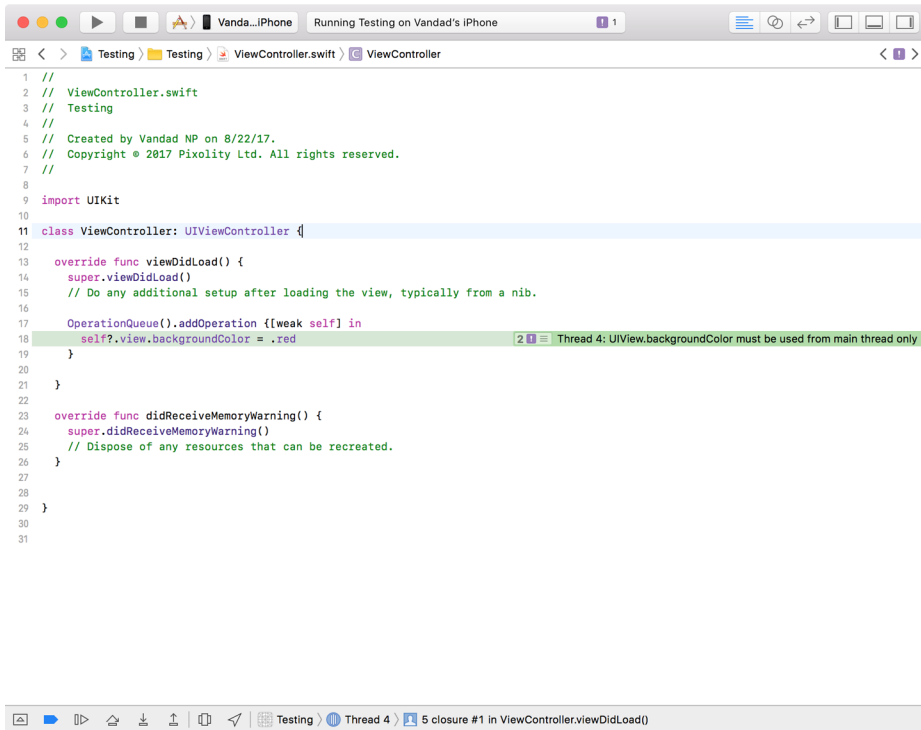 Vanda...iPhone Running Testing on Vandad's iPhone 1
Testing Testing ViewController.swift C ViewController
1 //
2 //  ViewController.swift
3 //  Testing
4 //
5 //  Created by Vandad NP on 8/22/17.
6 //  Copyright © 2017 Pixolity Ltd. All rights reserved.
7 //
8
9 import UIKit
10
11 class ViewController: UIViewController {
12
13   override func viewDidLoad() {
14     super.viewDidLoad()
15     // Do any additional setup after loading the view, typically from a nib.
16
17     OperationQueue().addOperation {[weak self] in
18       self?.view.backgroundColor = .red 2 Thread 4: UIView.backgroundColor must be used from main thread only
19     }
20
21   }
22
23   override func didReceiveMemoryWarning() {
24     super.didReceiveMemoryWarning()
25     // Dispose of any resources that can be recreated.
26   }
27
28
29 }
30
31
Testing Thread 4 5 closure #1 in ViewController.viewDidLoad()